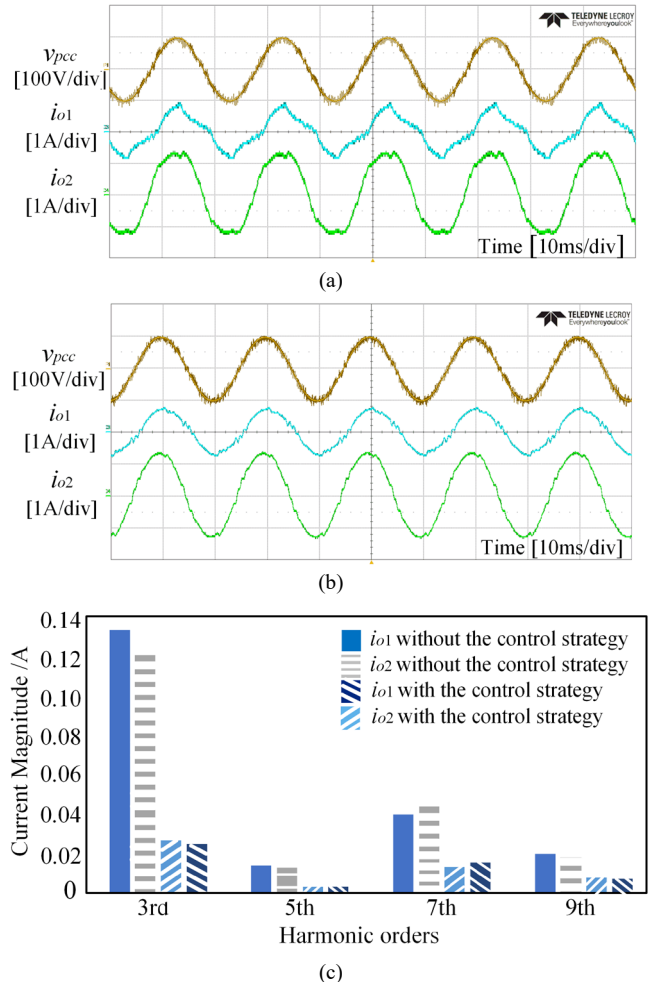 TELEDYNE LECROY
Everywhereyoulook™
vpcc
[100V/div]
io1
[1A/div]
io2
[1A/div]
Time [10ms/div]
(a)
TELEDYNE LECROY
Everywhereyoulook™
vpcc
[100V/div]
io1
[1A/div]
io2
[1A/div]
Time [10ms/div]
(b)
Current Magnitude /A
0.14
0.12
0.10
0.08
0.06
0.04
0.02
0
io1 without the control strategy
io2 without the control strategy
io1 with the control strategy
io2 with the control strategy
3rd 5th 7th 9th
Harmonic orders
(c)